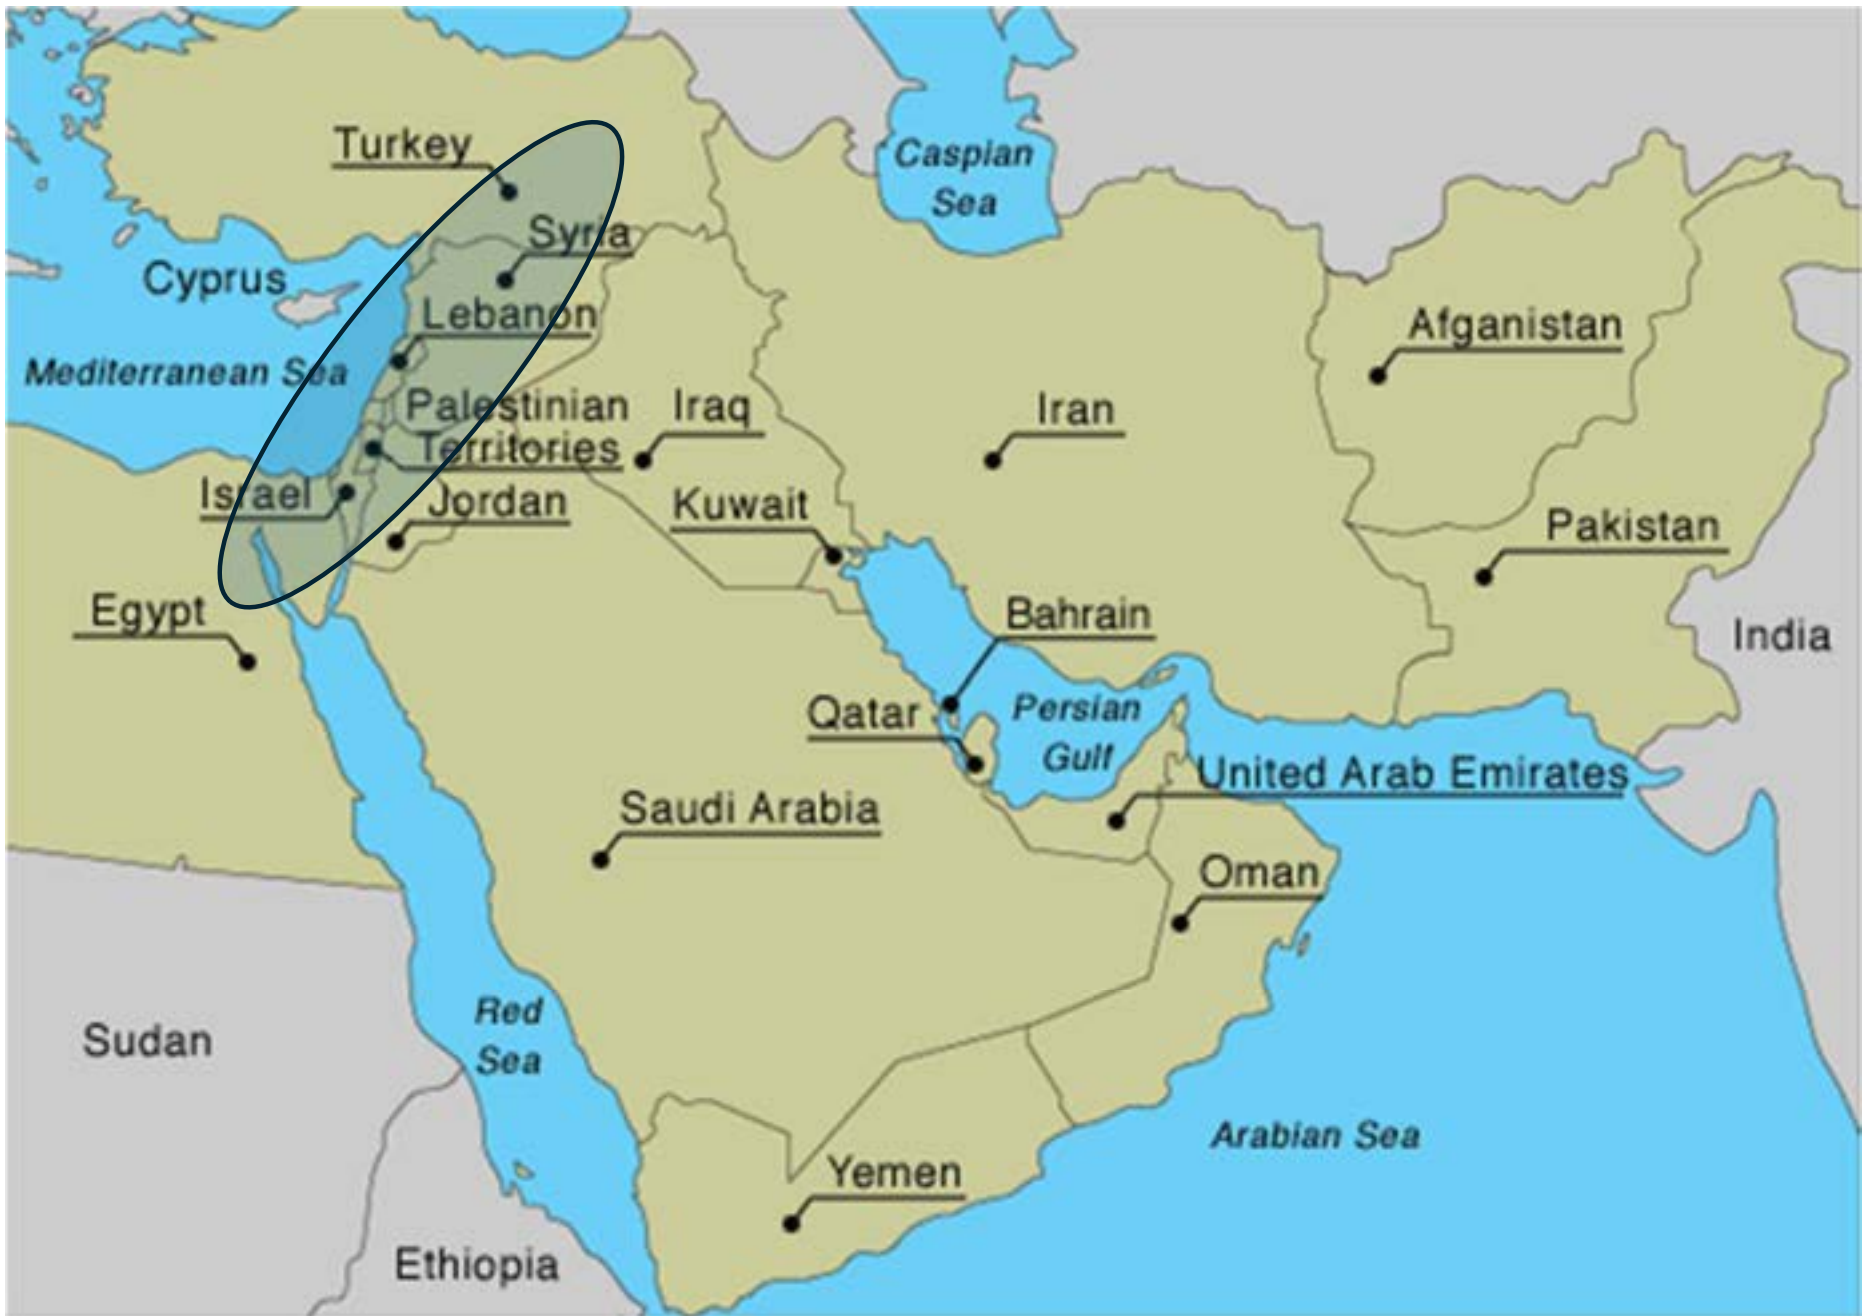 Turkey
Caspian
Sea
Syria
Cyprus
Lebanon
Afganistan
Mediterranean Sea
Palestinian
Territories
Iraq
Iran
Israel
Jordan
Kuwait
Pakistan
Egypt
Bahrain
India
Qatar
Persian
Gulf
United Arab Emirates
Saudi Arabia
Oman
Red
Sea
Sudan
Arabian Sea
Yemen
Ethiopia